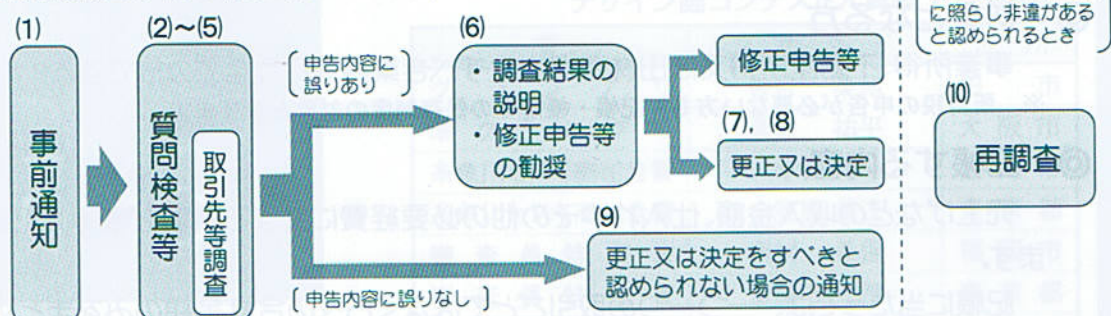 (1)
事前通知
(2)～(5)
質問検査等
取引先等調査
申告内容に
誤りあり
申告内容に誤りなし
(6)
・調査結果の
説明
・修正申告等
の勧奨
修正申告等
(7), (8)
更正又は決定
(9)
更正又は決定をすべきと
認められない場合の通知
に照らし非違がある
と認められるとき
(10)
再調査